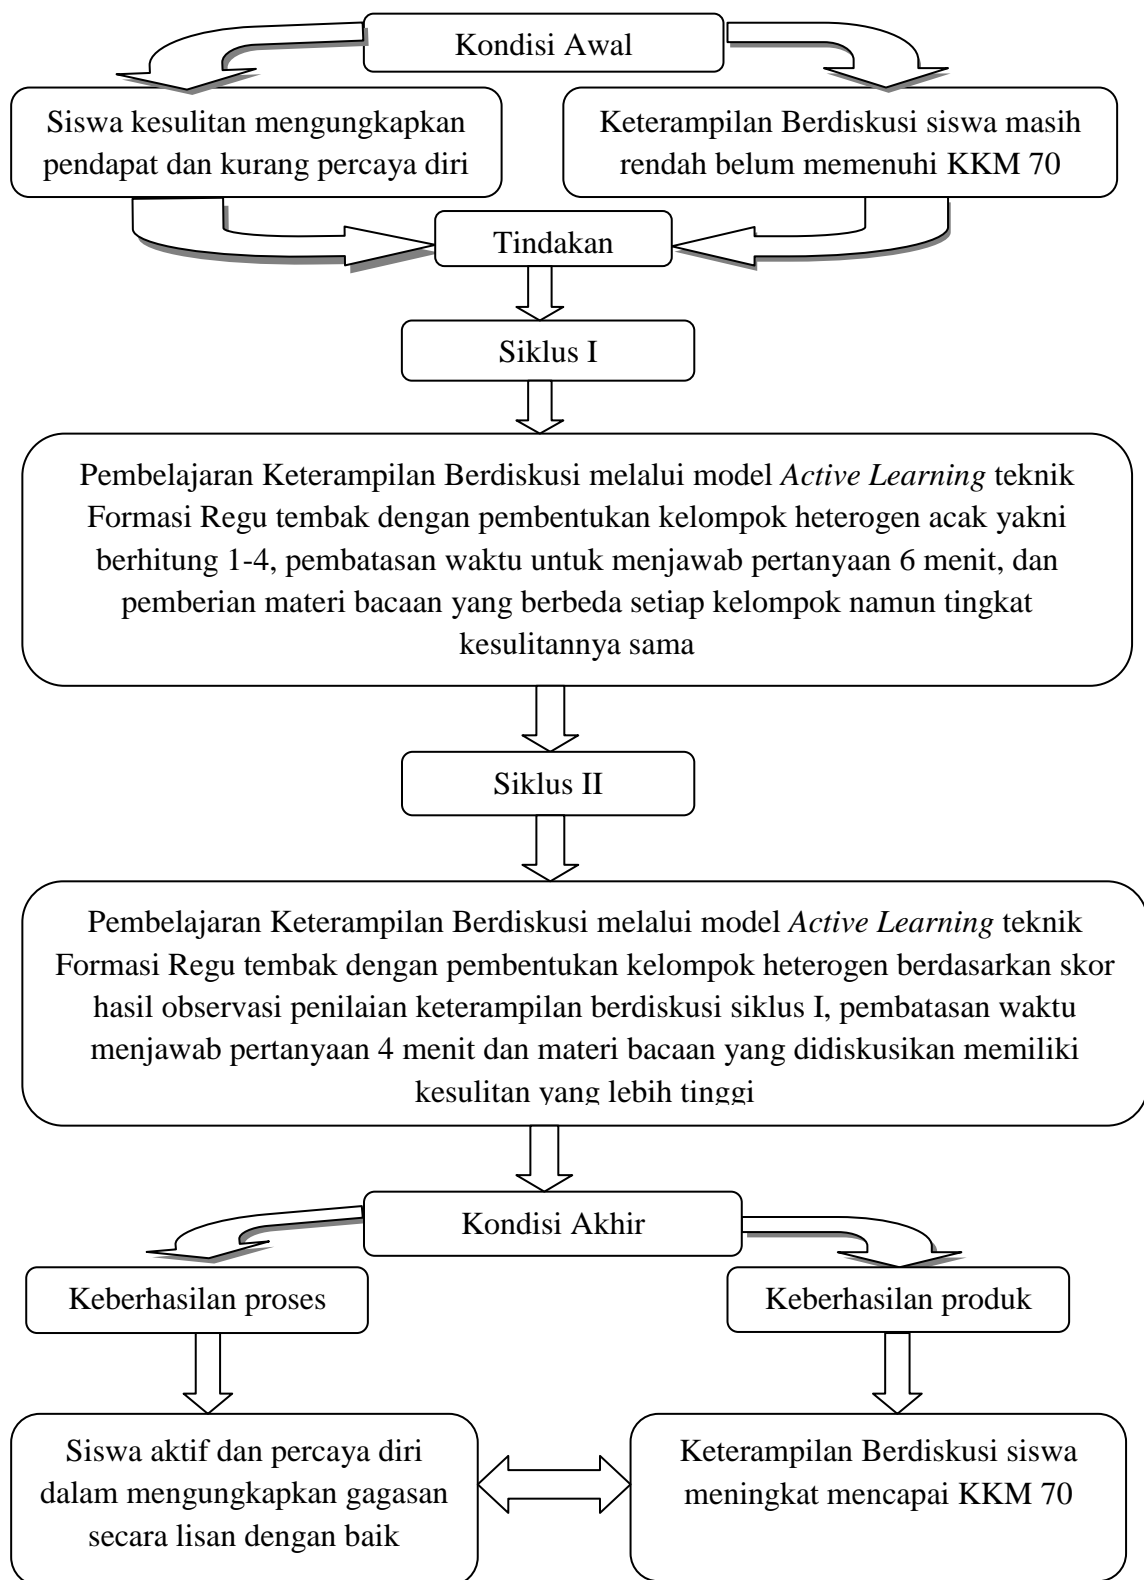 Kondisi Awal
Siswa kesulitan mengungkapkan
pendapat dan kurang percaya diri
Keterampilan Berdiskusi siswa masih
rendah belum memenuhi KKM 70
Tindakan
Siklus I
Pembelajaran Keterampilan Berdiskusi melalui model Active Learning teknik
Formasi Regu tembak dengan pembentukan kelompok heterogen acak yakni
berhitung 1-4, pembatasan waktu untuk menjawab pertanyaan 6 menit, dan
pemberian materi bacaan yang berbeda setiap kelompok namun tingkat
kesulitannya sama
Siklus II
Pembelajaran Keterampilan Berdiskusi melalui model Active Learning teknik
Formasi Regu tembak dengan pembentukan kelompok heterogen berdasarkan skor
hasil observasi penilaian keterampilan berdiskusi siklus I, pembatasan waktu
menjawab pertanyaan 4 menit dan materi bacaan yang didiskusikan memiliki
kesulitan yang lebih tinggi
Kondisi Akhir
Keberhasilan proses
Keberhasilan produk
Siswa aktif dan percaya diri
dalam mengungkapkan gagasan
secara lisan dengan baik
Keterampilan Berdiskusi siswa
meningkat mencapai KKM 70